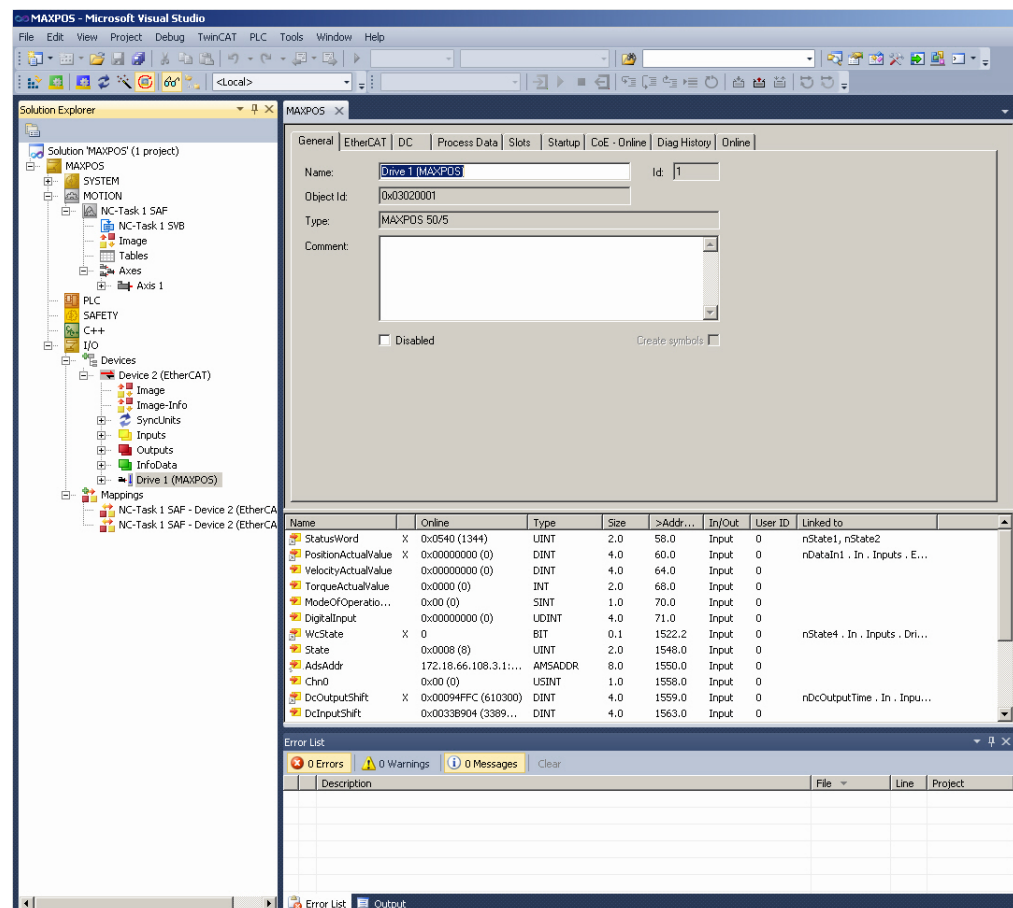 MAXPOS - Microsoft Visual Studio
File Edit View Project Debug TwinCAT PLC Tools Window Help
<Local>
Solution Explorer
MAXPOS
Solution 'MAXPOS' (1 project)
MAXPOS
SYSTEM
MOTION
NC-Task 1 SAF
NC-Task 1 SVB
Image
Tables
Axes
Axis 1
PLC
SAFETY
C++
I/O
Devices
Device 2 (EtherCAT)
Image
Image-Info
SyncUnits
Inputs
Outputs
InfoData
Drive 1 (MAXPOS)
Mappings
NC-Task 1 SAF - Device 2 (EtherCA
NC-Task 1 SAF - Device 2 (EtherCA
General EtherCAT DC Process Data Slots Startup CoE - Online Diag History Online
Name: Drive 1 (MAXPOS) Id: 1
Object Id: 0x03020001
Type: MAXPOS 50/5
Comment:
Disabled Create symbols
Name Online Type Size >Addr... In/Out User ID Linked to
StatusWord X 0x0540 (1344) UINT 2.0 58.0 Input 0 nState1, nState2
PositionActualValue X 0x00000000 (0) DINT 4.0 60.0 Input 0 nDataIn1 . In . Inputs . E...
VelocityActualValue 0x00000000 (0) DINT 4.0 64.0 Input 0
TorqueActualValue 0x0000 (0) INT 2.0 68.0 Input 0
ModeOfOperatio... 0x00 (0) SINT 1.0 70.0 Input 0
DigitalInput 0x00000000 (0) UDINT 4.0 71.0 Input 0
WcState X 0 BIT 0.1 1522.2 Input 0 nState4 . In . Inputs . Dri...
State 0x0008 (8) UINT 2.0 1548.0 Input 0
AdsAddr 172.18.66.108.3.1:... AMSADDR 8.0 1550.0 Input 0
Chn0 0x00 (0) USINT 1.0 1558.0 Input 0
DcOutputShift X 0x00094FFC (610300) DINT 4.0 1559.0 Input 0 nDcOutputTime . In . Inpu...
DcInputShift 0x0033B904 (3389... DINT 4.0 1563.0 Input 0
Error List
0 Errors 0 Warnings 0 Messages Clear
Description File Line Project
Error List Output